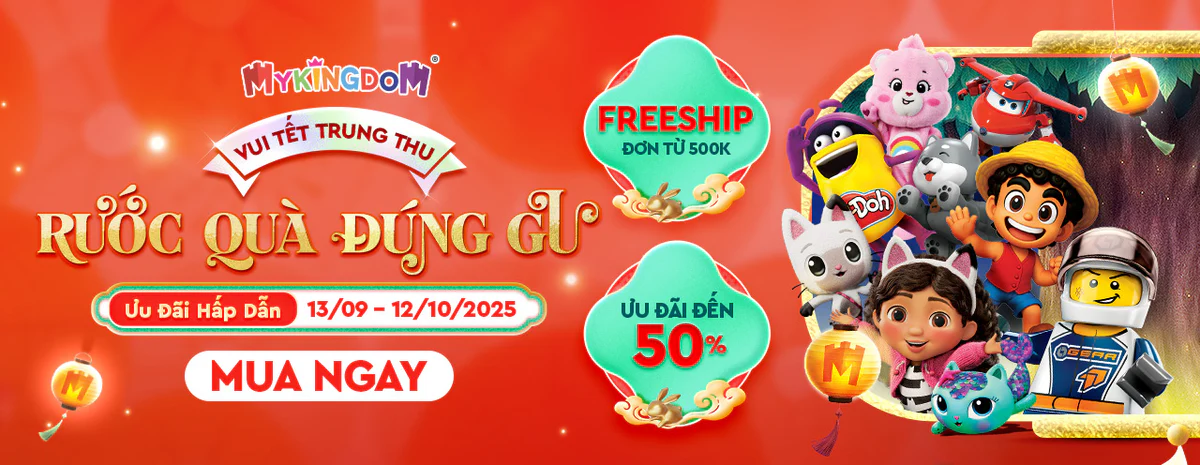 MYKINGDOM®
VUI TẾT TRUNG THU
RƯỚC QUÀ ĐÚNG GU
Ưu Đãi Hấp Dẫn 13/09 – 12/10/2025
MUA NGAY
FREESHIP
ĐƠN TỪ 500K
ƯU ĐÃI ĐẾN
50%
-Doh
M
M
M
GEAR